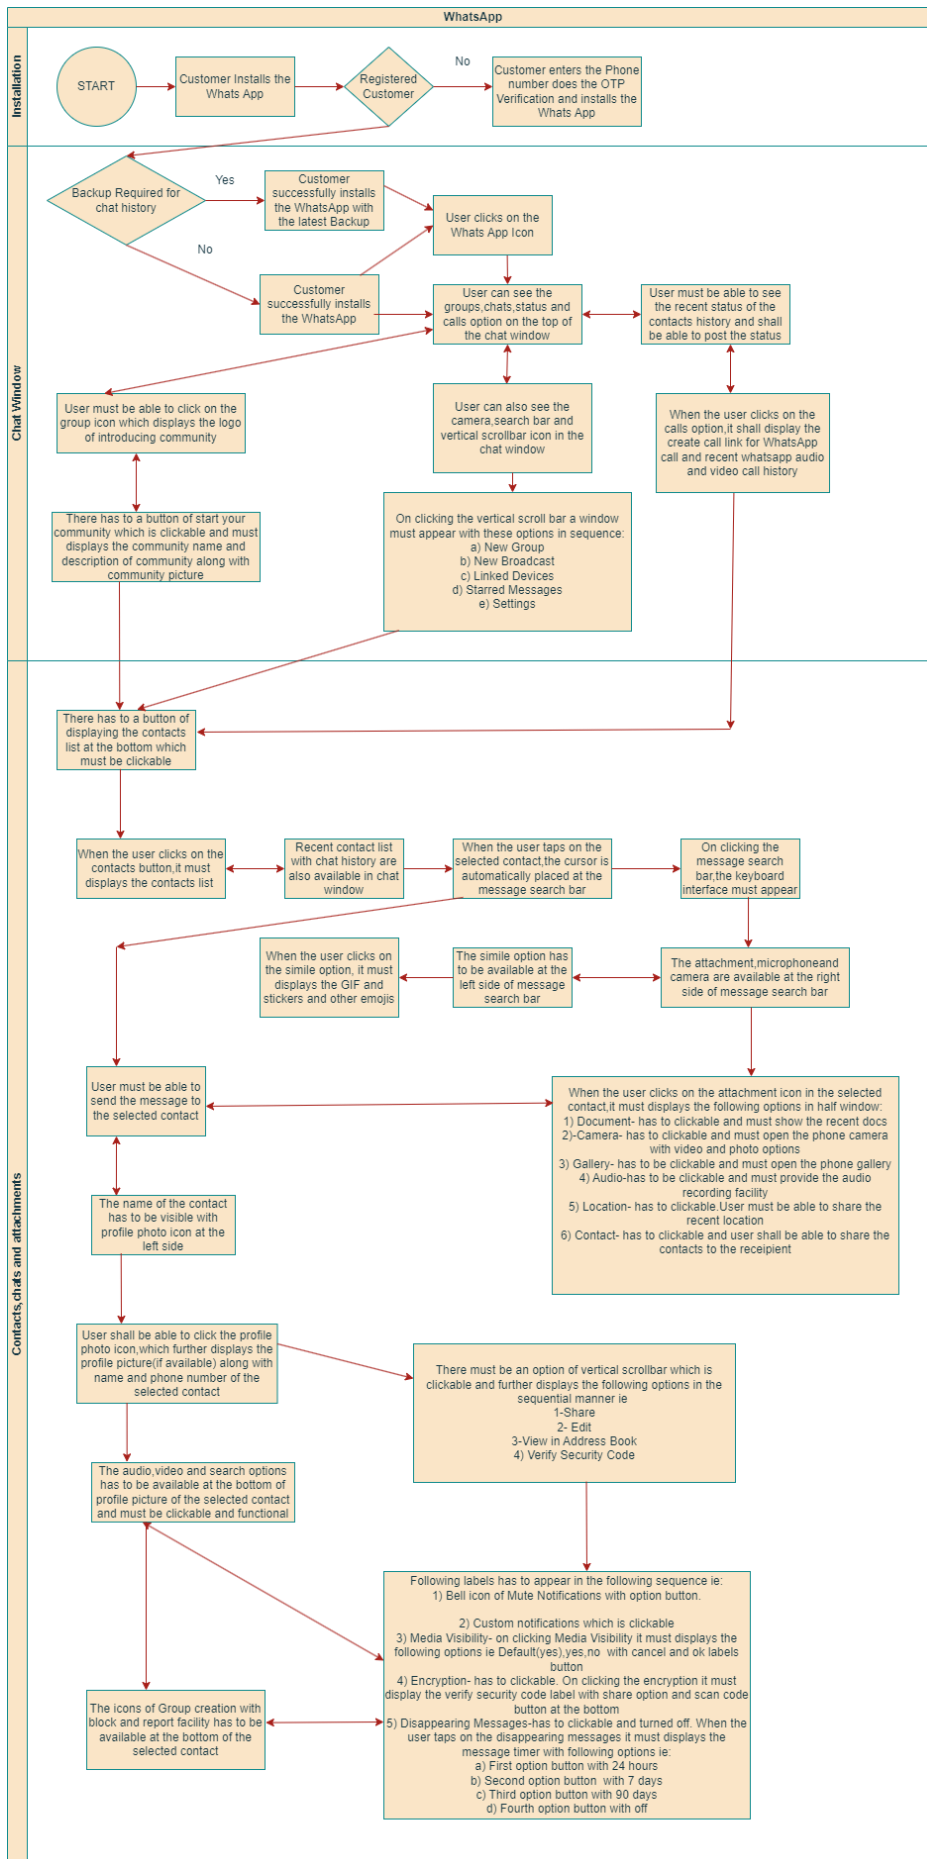 WhatsApp
Installation
START
Customer Installs the
Whats App
Registered
Customer
No
Customer enters the Phone
number does the OTP
Verification and installs the
Whats App
Chat Window
Backup Required for
chat history
Yes
Customer
successfully installs
the WhatsApp with
the latest Backup
User clicks on the
Whats App Icon
No
Customer
successfully installs
the WhatsApp
User can see the
groups,chats,status,and
calls option on the top of
the chat window
User must be able to see
the recent status of the
contacts history and shall
be able to post the status
User must be able to click on the
group icon which displays the logo
of introducing community
User can also see the
camera,search bar and
vertical scrollbar icon in the
chat window
When the user clicks on the
calls option,it shall display the
create call link for WhatsApp
call and recent whatsapp audio
and video call history
There has to a button of start your
community which is clickable and must
displays the community name and
description of community along with
community picture
On clicking the vertical scroll bar a window
must appear with these options in sequence:
a) New Group
b) New Broadcast
c) Linked Devices
d) Starred Messages
e) Settings
Contacts,chats and attachments
There has to a button of
displaying the contacts
list at the bottom which
must be clickable
When the user clicks on the
contacts button,it must
displays the contacts list
Recent contact list
with chat history are
also available in chat
window
When the user taps on the
selected contact,the cursor is
automatically placed at the
message search bar
On clicking the
message search
bar,the keyboard
interface must appear
When the user clicks on
the simile option, it must
displays the GIF and
stickers and other emojis
The simile option has
to be available at the
left side of message
search bar
The attachment,microphoneand
camera are available at the right
side of message search bar
User must be able to
send the message to
the selected contact
When the user clicks on the attachment icon in the selected
contact,it must displays the following options in half window:
1) Document- has to clickable and must show the recent docs
2)-Camera- has to clickable and must open the phone camera
with video and photo options
3) Gallery- has to be clickable and must open the phone gallery
4) Audio-has to be clickable and must provide the audio
recording facility
5) Location- has to clickable.User must be able to share the
recent location
6) Contact- has to clickable and user shall be able to share the
contacts to the receipient
The name of the contact
has to be visible with
profile photo icon at the
left side
User shall be able to click the profile
photo icon,which further displays the
profile picture(if available) along with
name and phone number of the
selected contact
There must be an option of vertical scrollbar which is
clickable and further displays the following options in the
sequential manner ie
1-Share
2- Edit
3-View in Address Book
4) Verify Security Code
The audio,video and search options
has to be available at the bottom of
profile picture of the selected contact
and must be clickable and functional
Following labels has to appear in the following sequence ie:
1) Bell icon of Mute Notifications with option button.
2) Custom notifications which is clickable
3) Media Visibility- on clicking Media Visibility it must displays the
following options ie Default(yes),yes,no with cancel and ok labels
button
4) Encryption- has to clickable. On clicking the encryption it must
display the verify security code label with share option and scan code
button at the bottom
5) Disappearing Messages-has to clickable and turned off. When the
user taps on the disappearing messages it must displays the
message timer with following options ie:
a) First option button with 24 hours
b) Second option button with 7 days
c) Third option button with 90 days
d) Fourth option button with off
The icons of Group creation with
block and report facility has to be
available at the bottom of the
selected contact